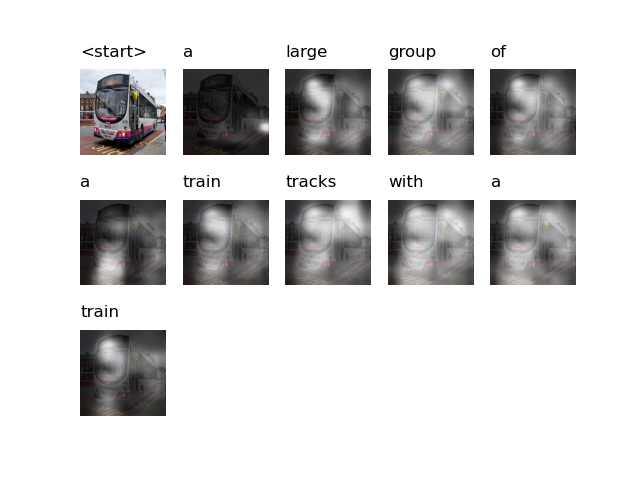 <start> a large group of
a train tracks with a
train